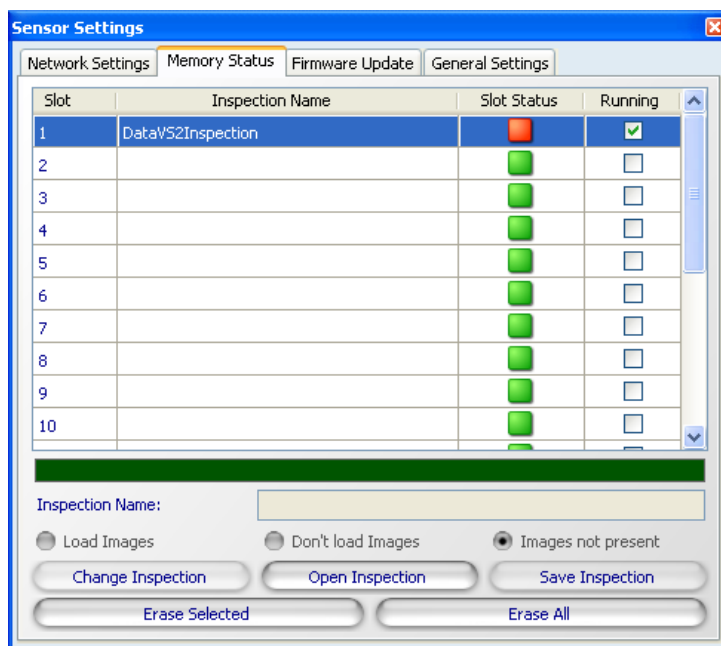 Sensor Settings
Network Settings Memory Status Firmware Update General Settings
Slot Inspection Name Slot Status Running
1 DataVS2Inspection
2
3
4
5
6
7
8
9
10
Inspection Name:
Load Images Don't load Images Images not present
Change Inspection Open Inspection Save Inspection
Erase Selected Erase All